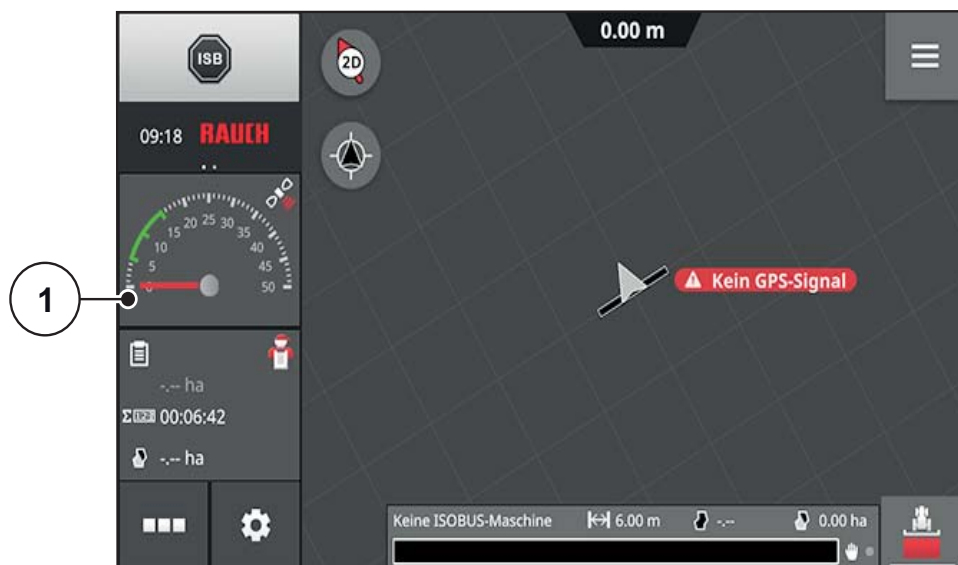 0.00 m
ISB
2D
09:18 RAUCH
0 5 10 15 20 25 30 35 40 45 50
1
Kein GPS-Signal
-.-- ha
Σ 123 00:06:42
-.-- ha
Keine ISOBUS-Maschine 6.00 m -.-- 0.00 ha